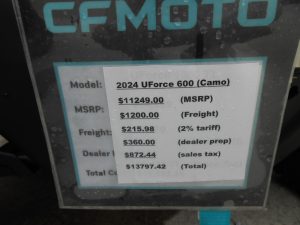 CFMOTO
Model: 2024 UForce 600 (Camo)
$11249.00 (MSRP)
MSRP:
$1200.00 (Freight)
Freight: $215.98 (2% tariff)
$360.00 (dealer prep)
Dealer $872.44 (sales tax)
Total $13797.42 (Total)